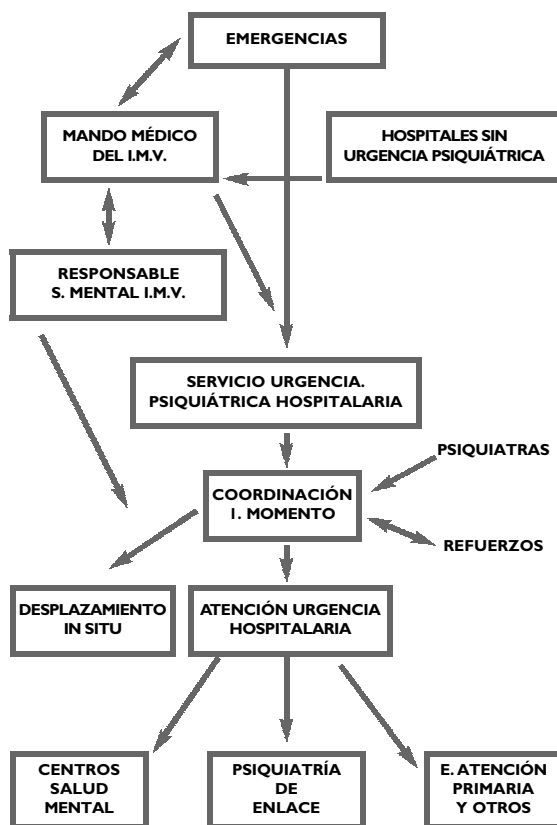 EMERGENCIAS
MANDO MÉDICO
DEL I.M.V.
HOSPITALES SIN
URGENCIA PSIQUIÁTRICA
RESPONSABLE
S. MENTAL I.M.V.
SERVICIO URGENCIA.
PSIQUIÁTRICA HOSPITALARIA
PSIQUIATRAS
COORDINACIÓN
I. MOMENTO
REFUERZOS
DESPLAZAMIENTO
IN SITU
ATENCIÓN URGENCIA
HOSPITALARIA
CENTROS
SALUD
MENTAL
PSIQUIATRÍA
DE
ENLACE
E. ATENCIÓN
PRIMARIA
Y OTROS